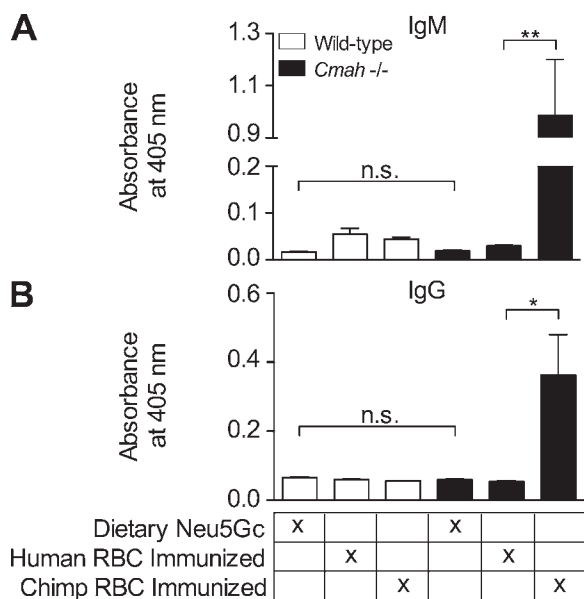 A
IgM
Wild-type
Cmah -/-
**
n.s.
Absorbance
at 405 nm
1.3
1.1
0.9
0.2
0.1
0.0
B
IgG
*
n.s.
Absorbance
at 405 nm
0.6
0.4
0.2
0.0
Dietary Neu5Gc x x
Human RBC Immunized x x
Chimp RBC Immunized x x